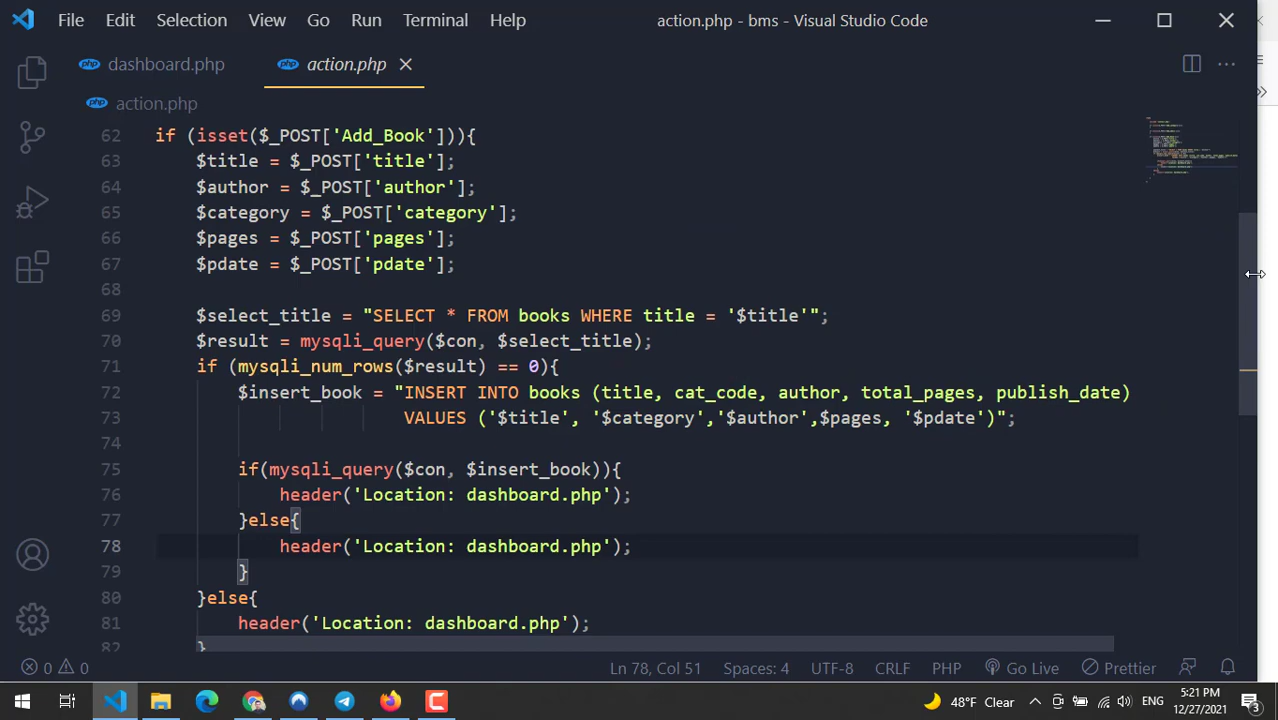 File Edit Selection View Go Run Terminal Help action.php - bms - Visual Studio Code
php dashboard.php php action.php
php action.php
62 if (isset($_POST['Add_Book'])){
63 $title = $_POST['title'];
64 $author = $_POST['author'];
65 $category = $_POST['category'];
66 $pages = $_POST['pages'];
67 $pdate = $_POST['pdate'];
68
69 $select_title = "SELECT * FROM books WHERE title = '$title'";
70 $result = mysqli_query($con, $select_title);
71 if (mysqli_num_rows($result) == 0){
72 $insert_book = "INSERT INTO books (title, cat_code, author, total_pages, publish_date)
73 VALUES ('$title', '$category','$author',$pages, '$pdate')";
74
75 if(mysqli_query($con, $insert_book)){
76 header('Location: dashboard.php');
77 }else{
78 header('Location: dashboard.php');
79 }
80 }else{
81 header('Location: dashboard.php');
82 }
0 0 Ln 78, Col 51 Spaces: 4 UTF-8 CRLF PHP Go Live Prettier
48°F Clear ENG 5:21 PM
12/27/2021 3